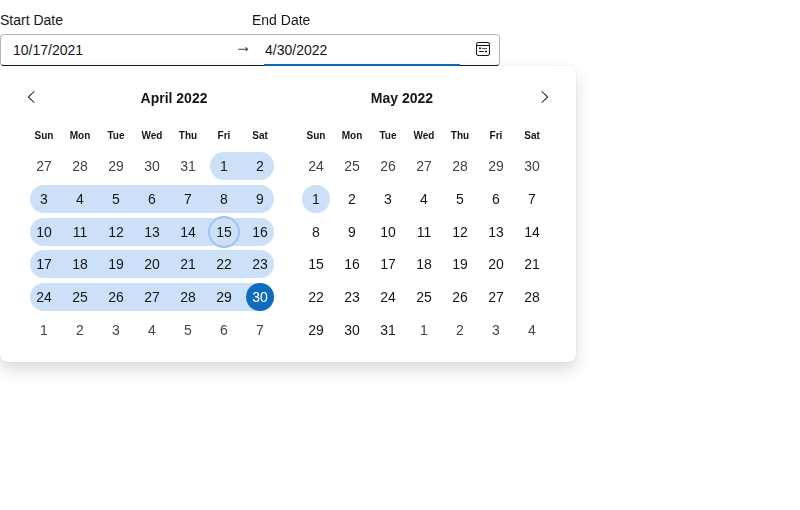 Start Date End Date
10/17/2021 → 4/30/2022
April 2022 May 2022
Sun Mon Tue Wed Thu Fri Sat Sun Mon Tue Wed Thu Fri Sat
27 28 29 30 31 1 2 24 25 26 27 28 29 30
3 4 5 6 7 8 9 1 2 3 4 5 6 7
10 11 12 13 14 15 16 8 9 10 11 12 13 14
17 18 19 20 21 22 23 15 16 17 18 19 20 21
24 25 26 27 28 29 30 22 23 24 25 26 27 28
1 2 3 4 5 6 7 29 30 31 1 2 3 4